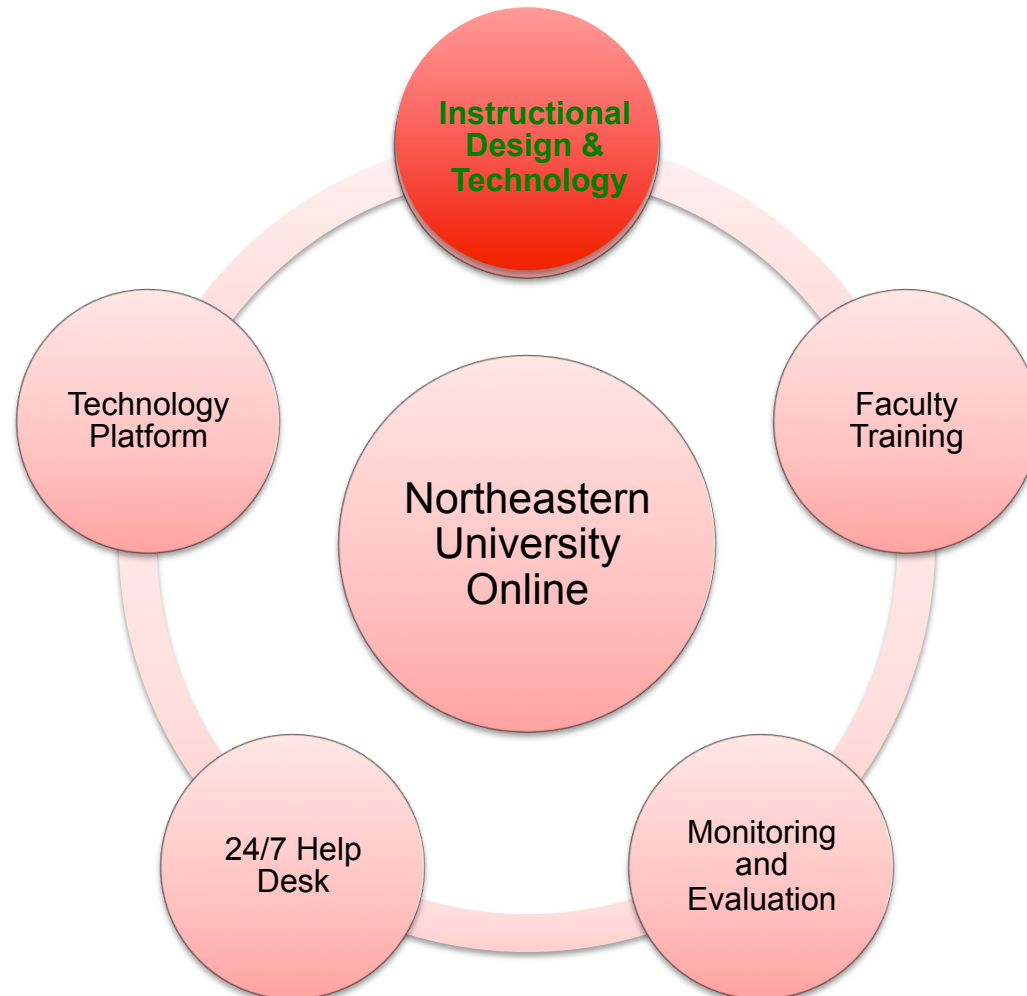 Instructional
Design &
Technology
Technology
Platform
Faculty
Training
Northeastern
University
Online
24/7 Help
Desk
Monitoring
and
Evaluation